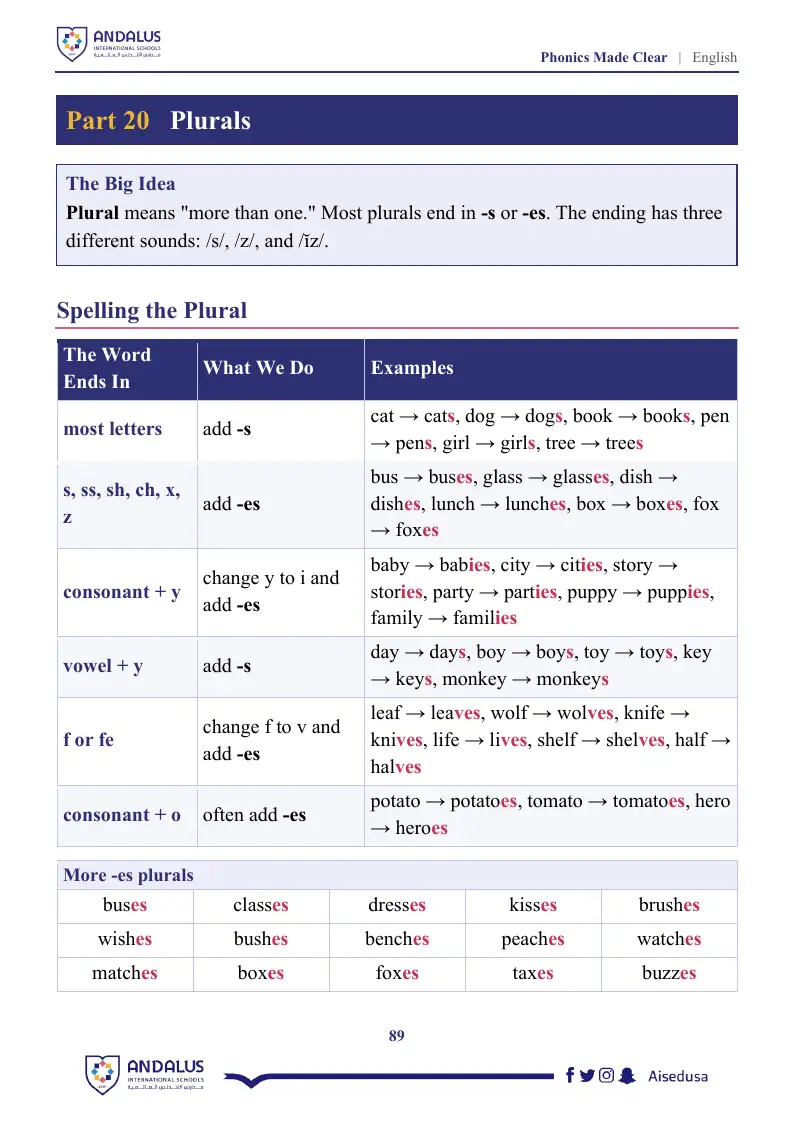 ANDALUS
INTERNATIONAL SCHOOLS
مدارس الأندلس العالمية
Phonics Made Clear | English
Part 20 Plurals
The Big Idea
Plural means "more than one." Most plurals end in -s or -es. The ending has three
different sounds: /s/, /z/, and /ĭz/.
Spelling the Plural
The Word
Ends In
What We Do
Examples
most letters
add -s
cat → cats, dog → dogs, book → books, pen
→ pens, girl → girls, tree → trees
s, ss, sh, ch, x,
z
add -es
bus → buses, glass → glasses, dish →
dishes, lunch → lunches, box → boxes, fox
→ foxes
consonant + y
change y to i and
add -es
baby → babies, city → cities, story →
stories, party → parties, puppy → puppies,
family → families
vowel + y
add -s
day → days, boy → boys, toy → toys, key
→ keys, monkey → monkeys
f or fe
change f to v and
add -es
leaf → leaves, wolf → wolves, knife →
knives, life → lives, shelf → shelves, half →
halves
consonant + o
often add -es
potato → potatoes, tomato → tomatoes, hero
→ heroes
More -es plurals
buses classes dresses kisses brushes
wishes bushes benches peaches watches
matches boxes foxes taxes buzzes
89
ANDALUS
INTERNATIONAL SCHOOLS
مدارس الأندلس العالمية
Aisedusa